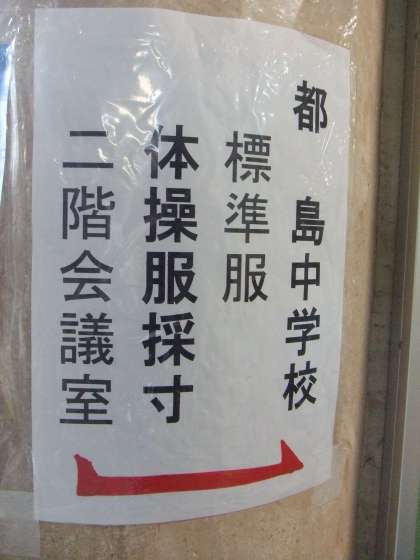 都 島中学校
標準服
体操服採寸
二階会議室